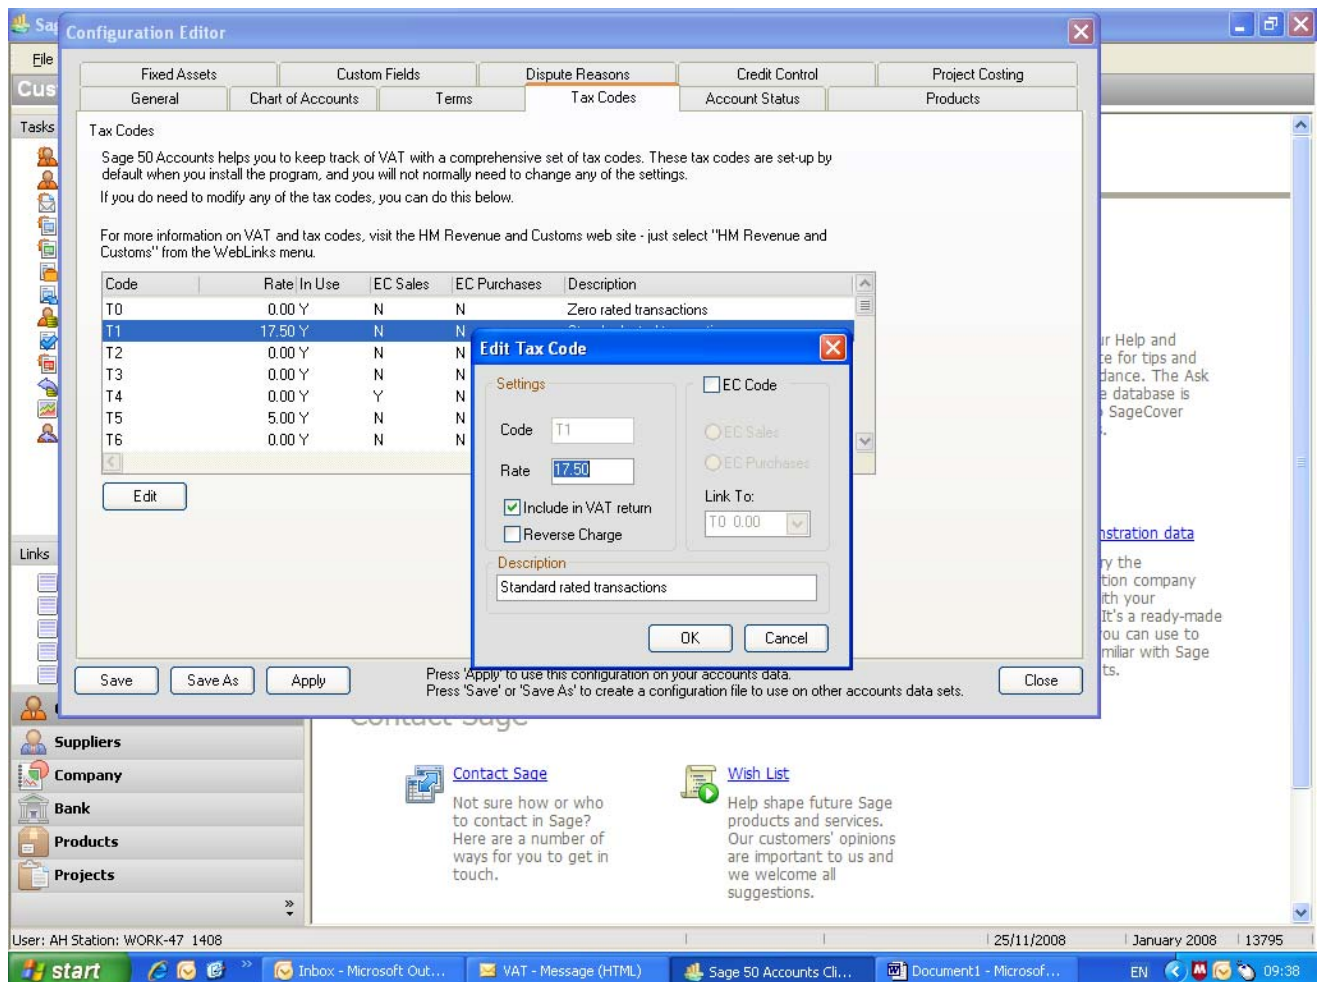 Sag
Configuration Editor
File
Cus
Fixed Assets Custom Fields Dispute Reasons Credit Control Project Costing
General Chart of Accounts Terms Tax Codes Account Status Products
Tasks
Tax Codes
Sage 50 Accounts helps you to keep track of VAT with a comprehensive set of tax codes. These tax codes are set-up by
default when you install the program, and you will not normally need to change any of the settings.
If you do need to modify any of the tax codes, you can do this below.
For more information on VAT and tax codes, visit the HM Revenue and Customs web site - just select "HM Revenue and
Customs" from the WebLinks menu.
Code Rate In Use EC Sales EC Purchases Description
T0 0.00 Y N N Zero rated transactions
T1 17.50 Y N N
T2 0.00 Y N N
T3 0.00 Y N N
T4 0.00 Y Y N
T5 5.00 Y N N
T6 0.00 Y N N
Edit
Edit Tax Code
Settings
EC Code
Code T1
EC Sales
Rate 17.50
EC Purchases
Include in VAT return
Link To:
Reverse Charge
T0 0.00
Description
Standard rated transactions
OK Cancel
Save Save As Apply
Press 'Apply' to use this configuration on your accounts data.
Press 'Save' or 'Save As' to create a configuration file to use on other accounts data sets.
Close
ur Help and
ce for tips and
dance. The Ask
e database is
SageCover
s.
nstration data
ry the
tion company
ith your
It's a ready-made
ou can use to
miliar with Sage
ts.
Links
Suppliers
Company
Bank
Products
Projects
Contact Sage
Contact Sage
Not sure how or who
to contact in Sage?
Here are a number of
ways for you to get in
touch.
Wish List
Help shape future Sage
products and services.
Our customers' opinions
are important to us and
we welcome all
suggestions.
User: AH Station: WORK-47 1408 25/11/2008 January 2008 13795
start Inbox - Microsoft Out... VAT - Message (HTML) Sage 50 Accounts Cli... Document1 - Microsof... EN 09:38